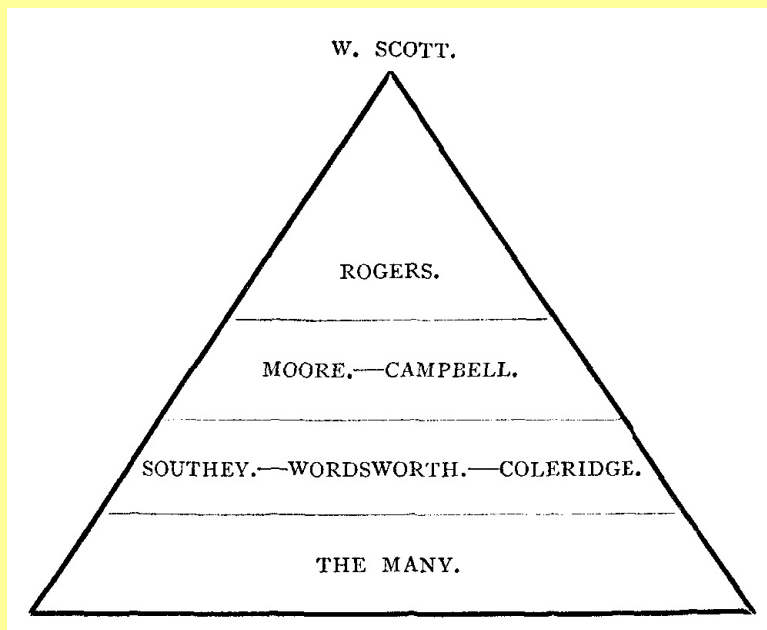 W. SCOTT.
ROGERS.
MOORE.—CAMPBELL.
SOUTHEY.—WORDSWORTH.—COLERIDGE.
THE MANY.